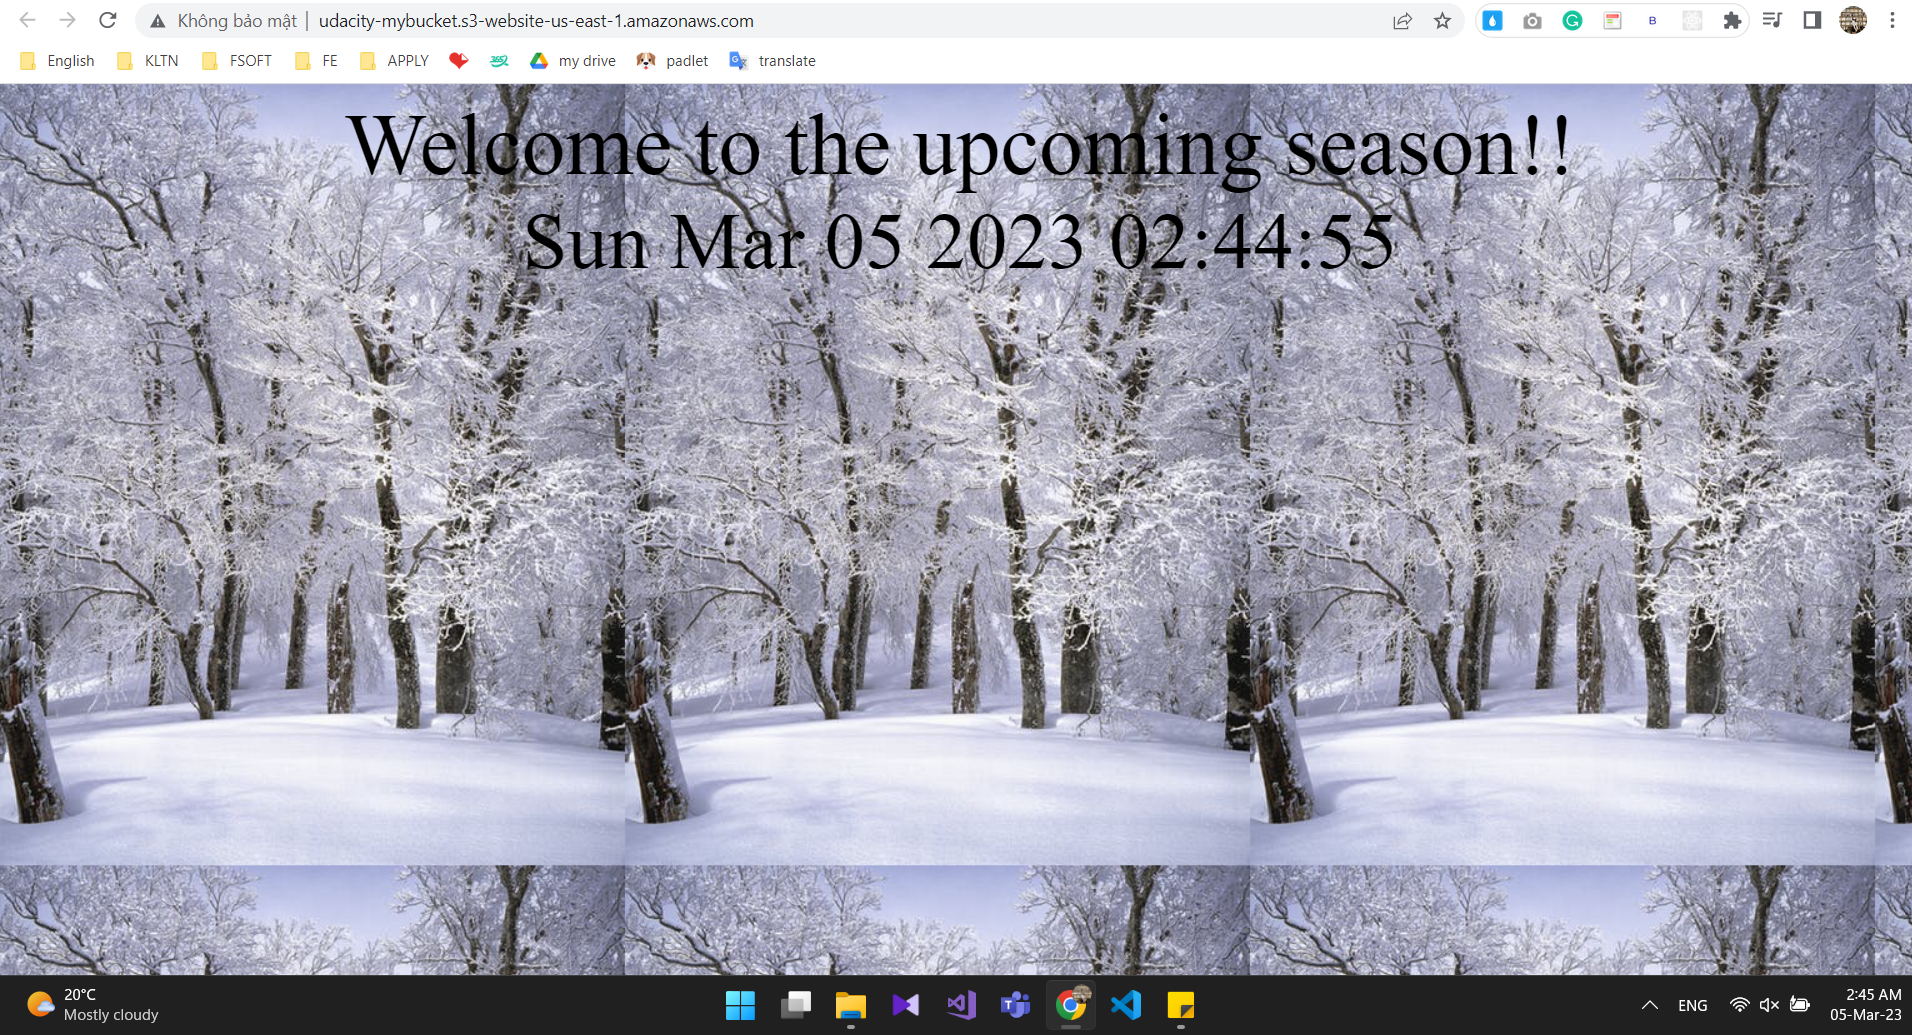 Không bảo mật | udacity-mybucket.s3-website-us-east-1.amazonaws.com
English KLTN FSOFT FE APPLY my drive padlet translate
Welcome to the upcoming season!!
Sun Mar 05 2023 02:44:55
20°C
Mostly cloudy
ENG
2:45 AM
05-Mar-23